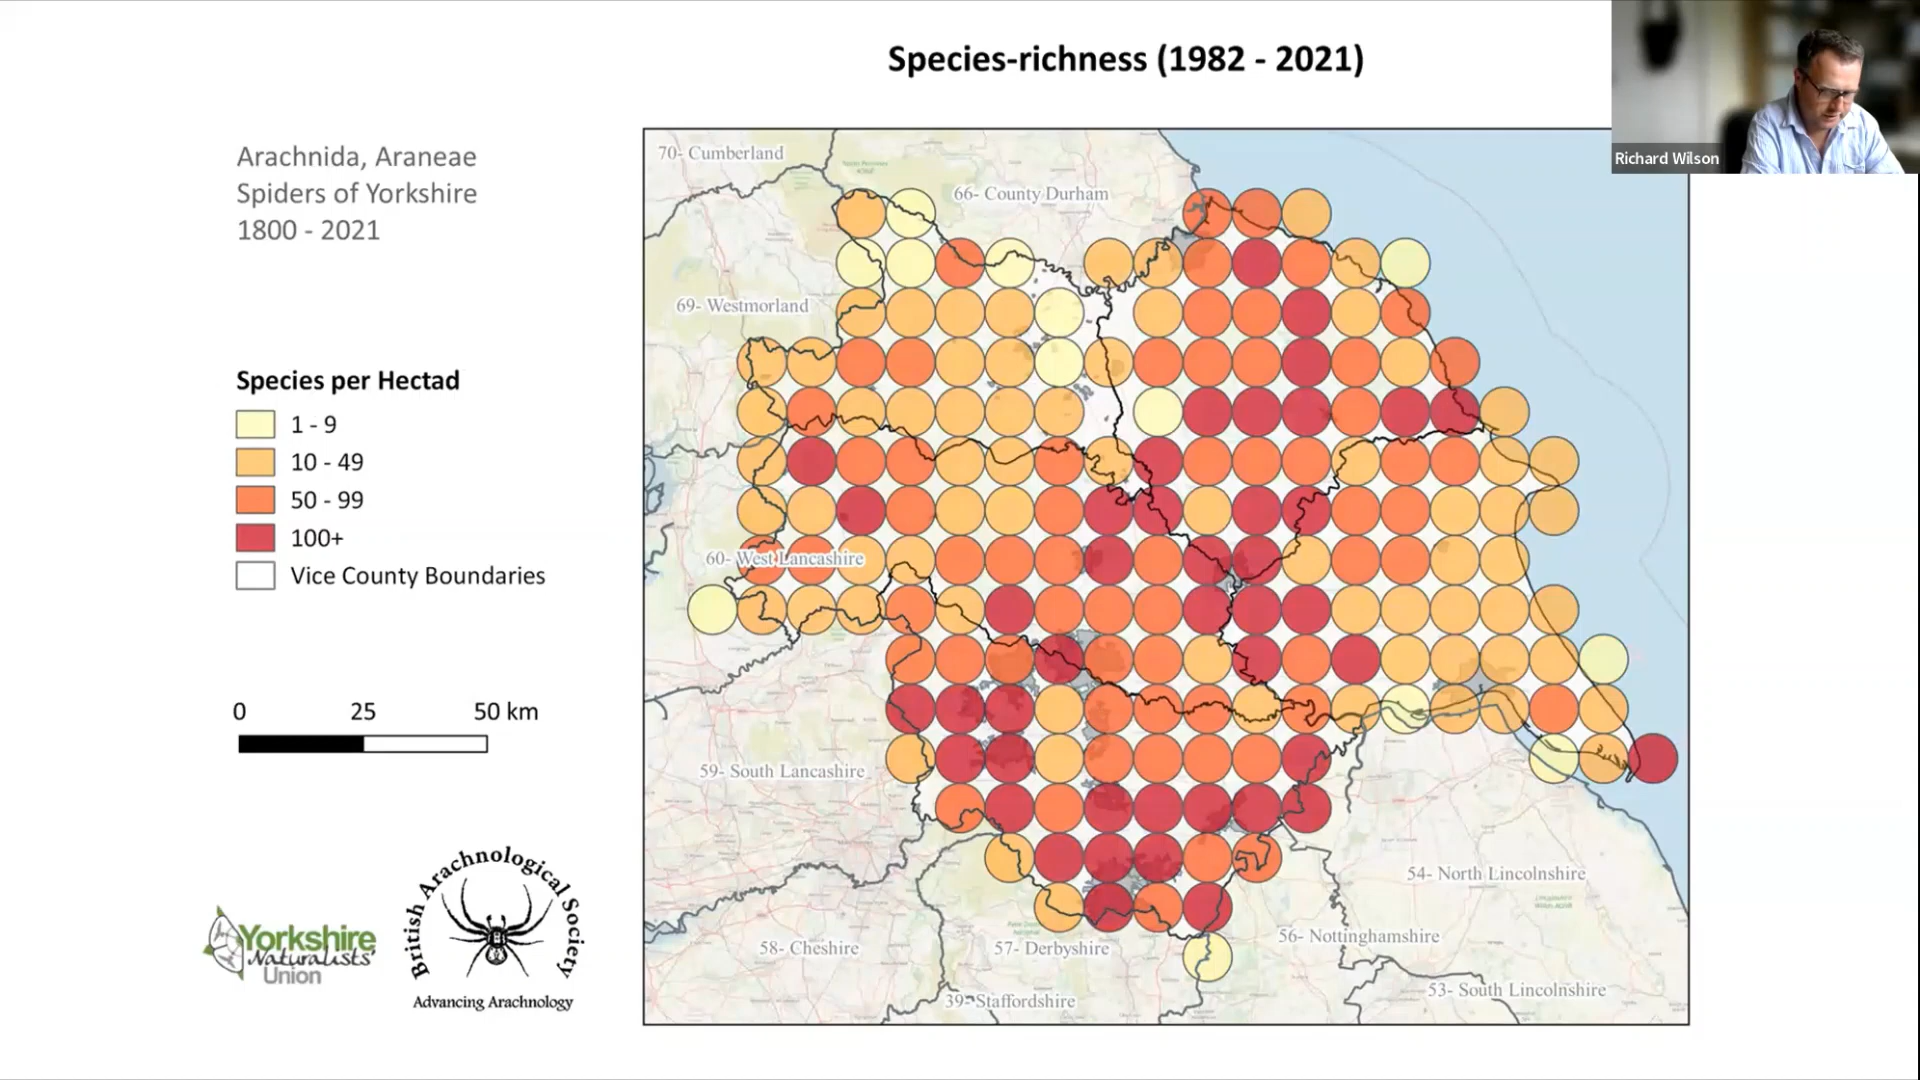 Species-richness (1982 - 2021)
Richard Wilson
Arachnida, Araneae
Spiders of Yorkshire
1800 - 2021
Species per Hectad
1 - 9
10 - 49
50 - 99
100+
Vice County Boundaries
0 25 50 km
Yorkshire
Naturalists'
Union
British Arachnological Society
Advancing Arachnology
70- Cumberland
66- County Durham
69- Westmorland
60- West Lancashire
59- South Lancashire
54- North Lincolnshire
58- Cheshire
57- Derbyshire
56- Nottinghamshire
39- Staffordshire
53- South Lincolnshire